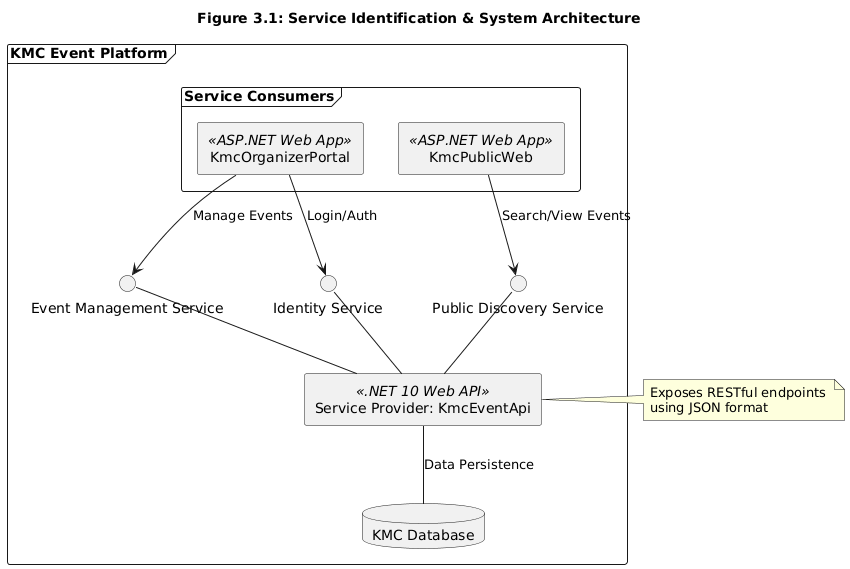 Figure 3.1: Service Identification & System Architecture
KMC Event Platform
Service Consumers
«ASP.NET Web App»
KmcOrganizerPortal
«ASP.NET Web App»
KmcPublicWeb
Manage Events
Login/Auth
Search/View Events
Event Management Service
Identity Service
Public Discovery Service
«.NET 10 Web API»
Service Provider: KmcEventApi
Exposes RESTful endpoints
using JSON format
Data Persistence
KMC Database